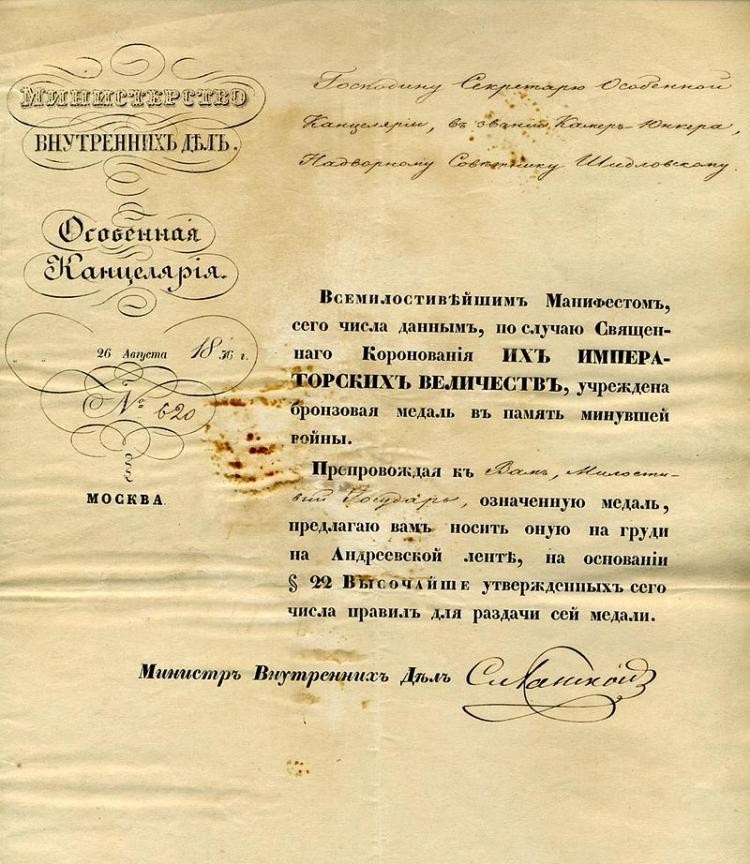 МИНИСТЕРСТВО
ВНУТРЕННИХЪ ДѢЛЪ.
Особенная
Канцелярія.
26 Августа 1856 г.
№ 620
МОСКВА.
Господину Секретарю Особенной
Канцеляріи, въ званіи Камеръ-Юнкера,
Надворному Совѣтнику Шидловскому.
Всемилостивѣйшимъ Манифестомъ,
сего числа даннымъ, по случаю Священ-
наго Коронованія ИХЪ ИМПЕРА-
ТОРСКИХЪ ВЕЛИЧЕСТВЪ, учреждена
бронзовая медаль въ память минувшей
войны.
Препровождая къ Вамъ, Милости-
вый Государь, означенную медаль,
предлагаю вамъ носить оную на груди
на Андреевской лентѣ, на основаніи
§ 22 Высочайше утвержденныхъ сего
числа правилъ для раздачи сей медали.
Министръ Внутреннихъ Дѣлъ С. Ланской